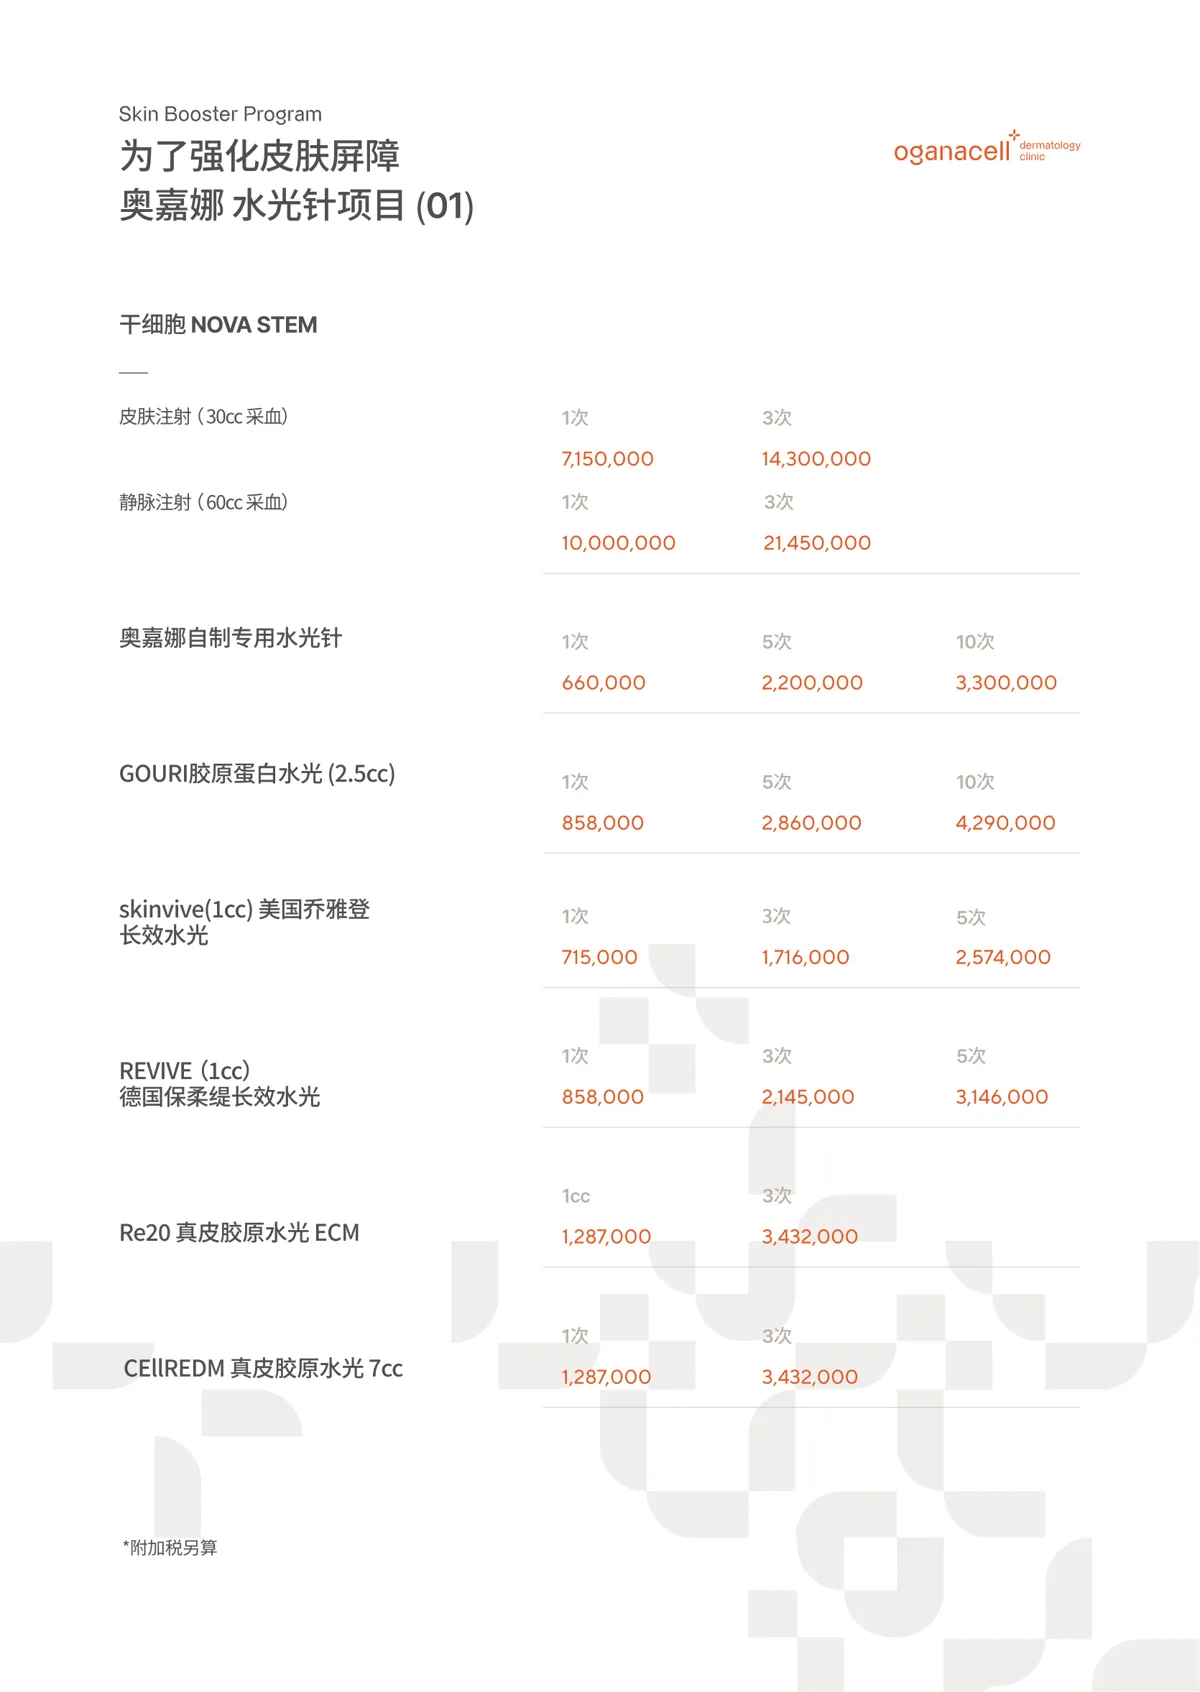 Skin Booster Program
为了强化皮肤屏障
奥嘉娜 水光针项目 (01)
oganacell dermatology
clinic
干细胞 NOVA STEM
皮肤注射（30cc 采血） 1次 3次
7,150,000 14,300,000
静脉注射（60cc 采血） 1次 3次
10,000,000 21,450,000
奥嘉娜自制专用水光针 1次 5次 10次
660,000 2,200,000 3,300,000
GOURI胶原蛋白水光 (2.5cc) 1次 5次 10次
858,000 2,860,000 4,290,000
skinvive(1cc) 美国乔雅登 1次 3次 5次
长效水光
715,000 1,716,000 2,574,000
1次 3次 5次
REVIVE（1cc）
德国保柔缇长效水光 858,000 2,145,000 3,146,000
1cc 3次
Re20 真皮胶原水光 ECM 1,287,000 3,432,000
1次 3次
CEllREDM 真皮胶原水光 7cc 1,287,000 3,432,000
*附加税另算